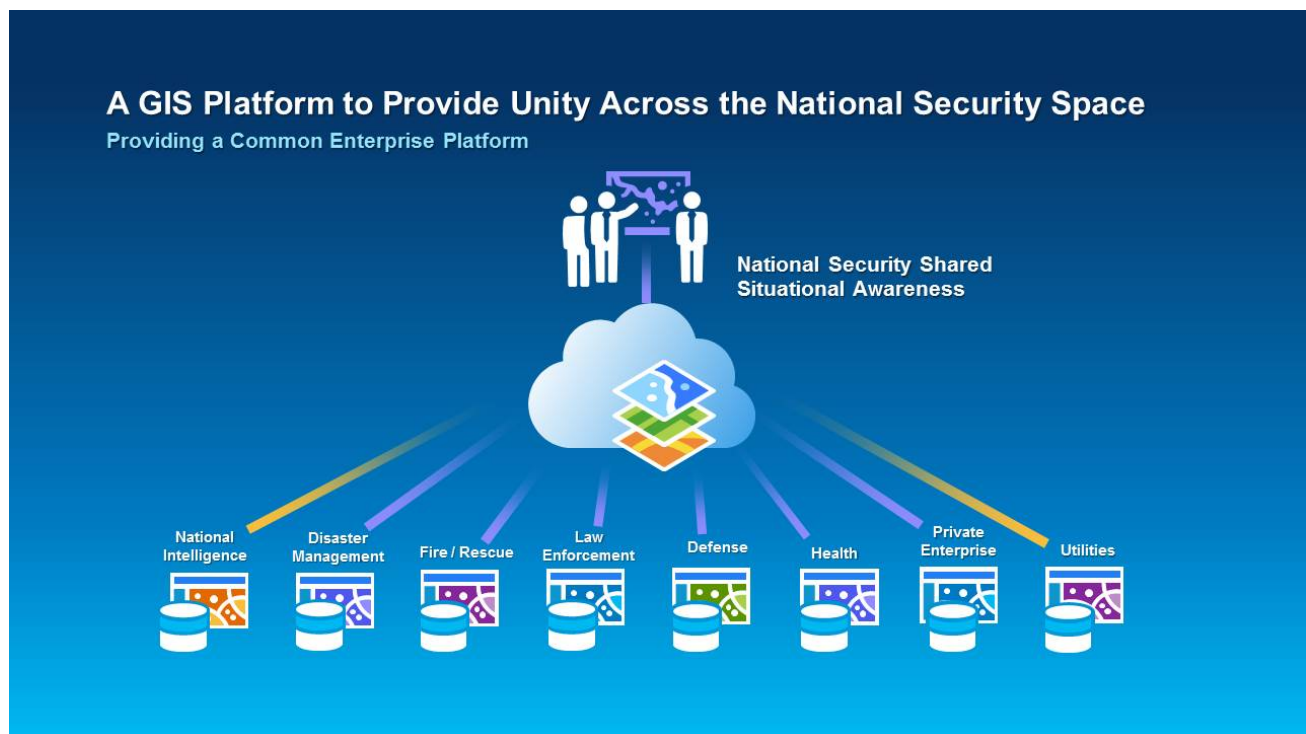 A GIS Platform to Provide Unity Across the National Security Space
Providing a Common Enterprise Platform
National Security Shared
Situational Awareness
National
Intelligence
Disaster
Management
Fire / Rescue
Law
Enforcement
Defense
Health
Private
Enterprise
Utilities